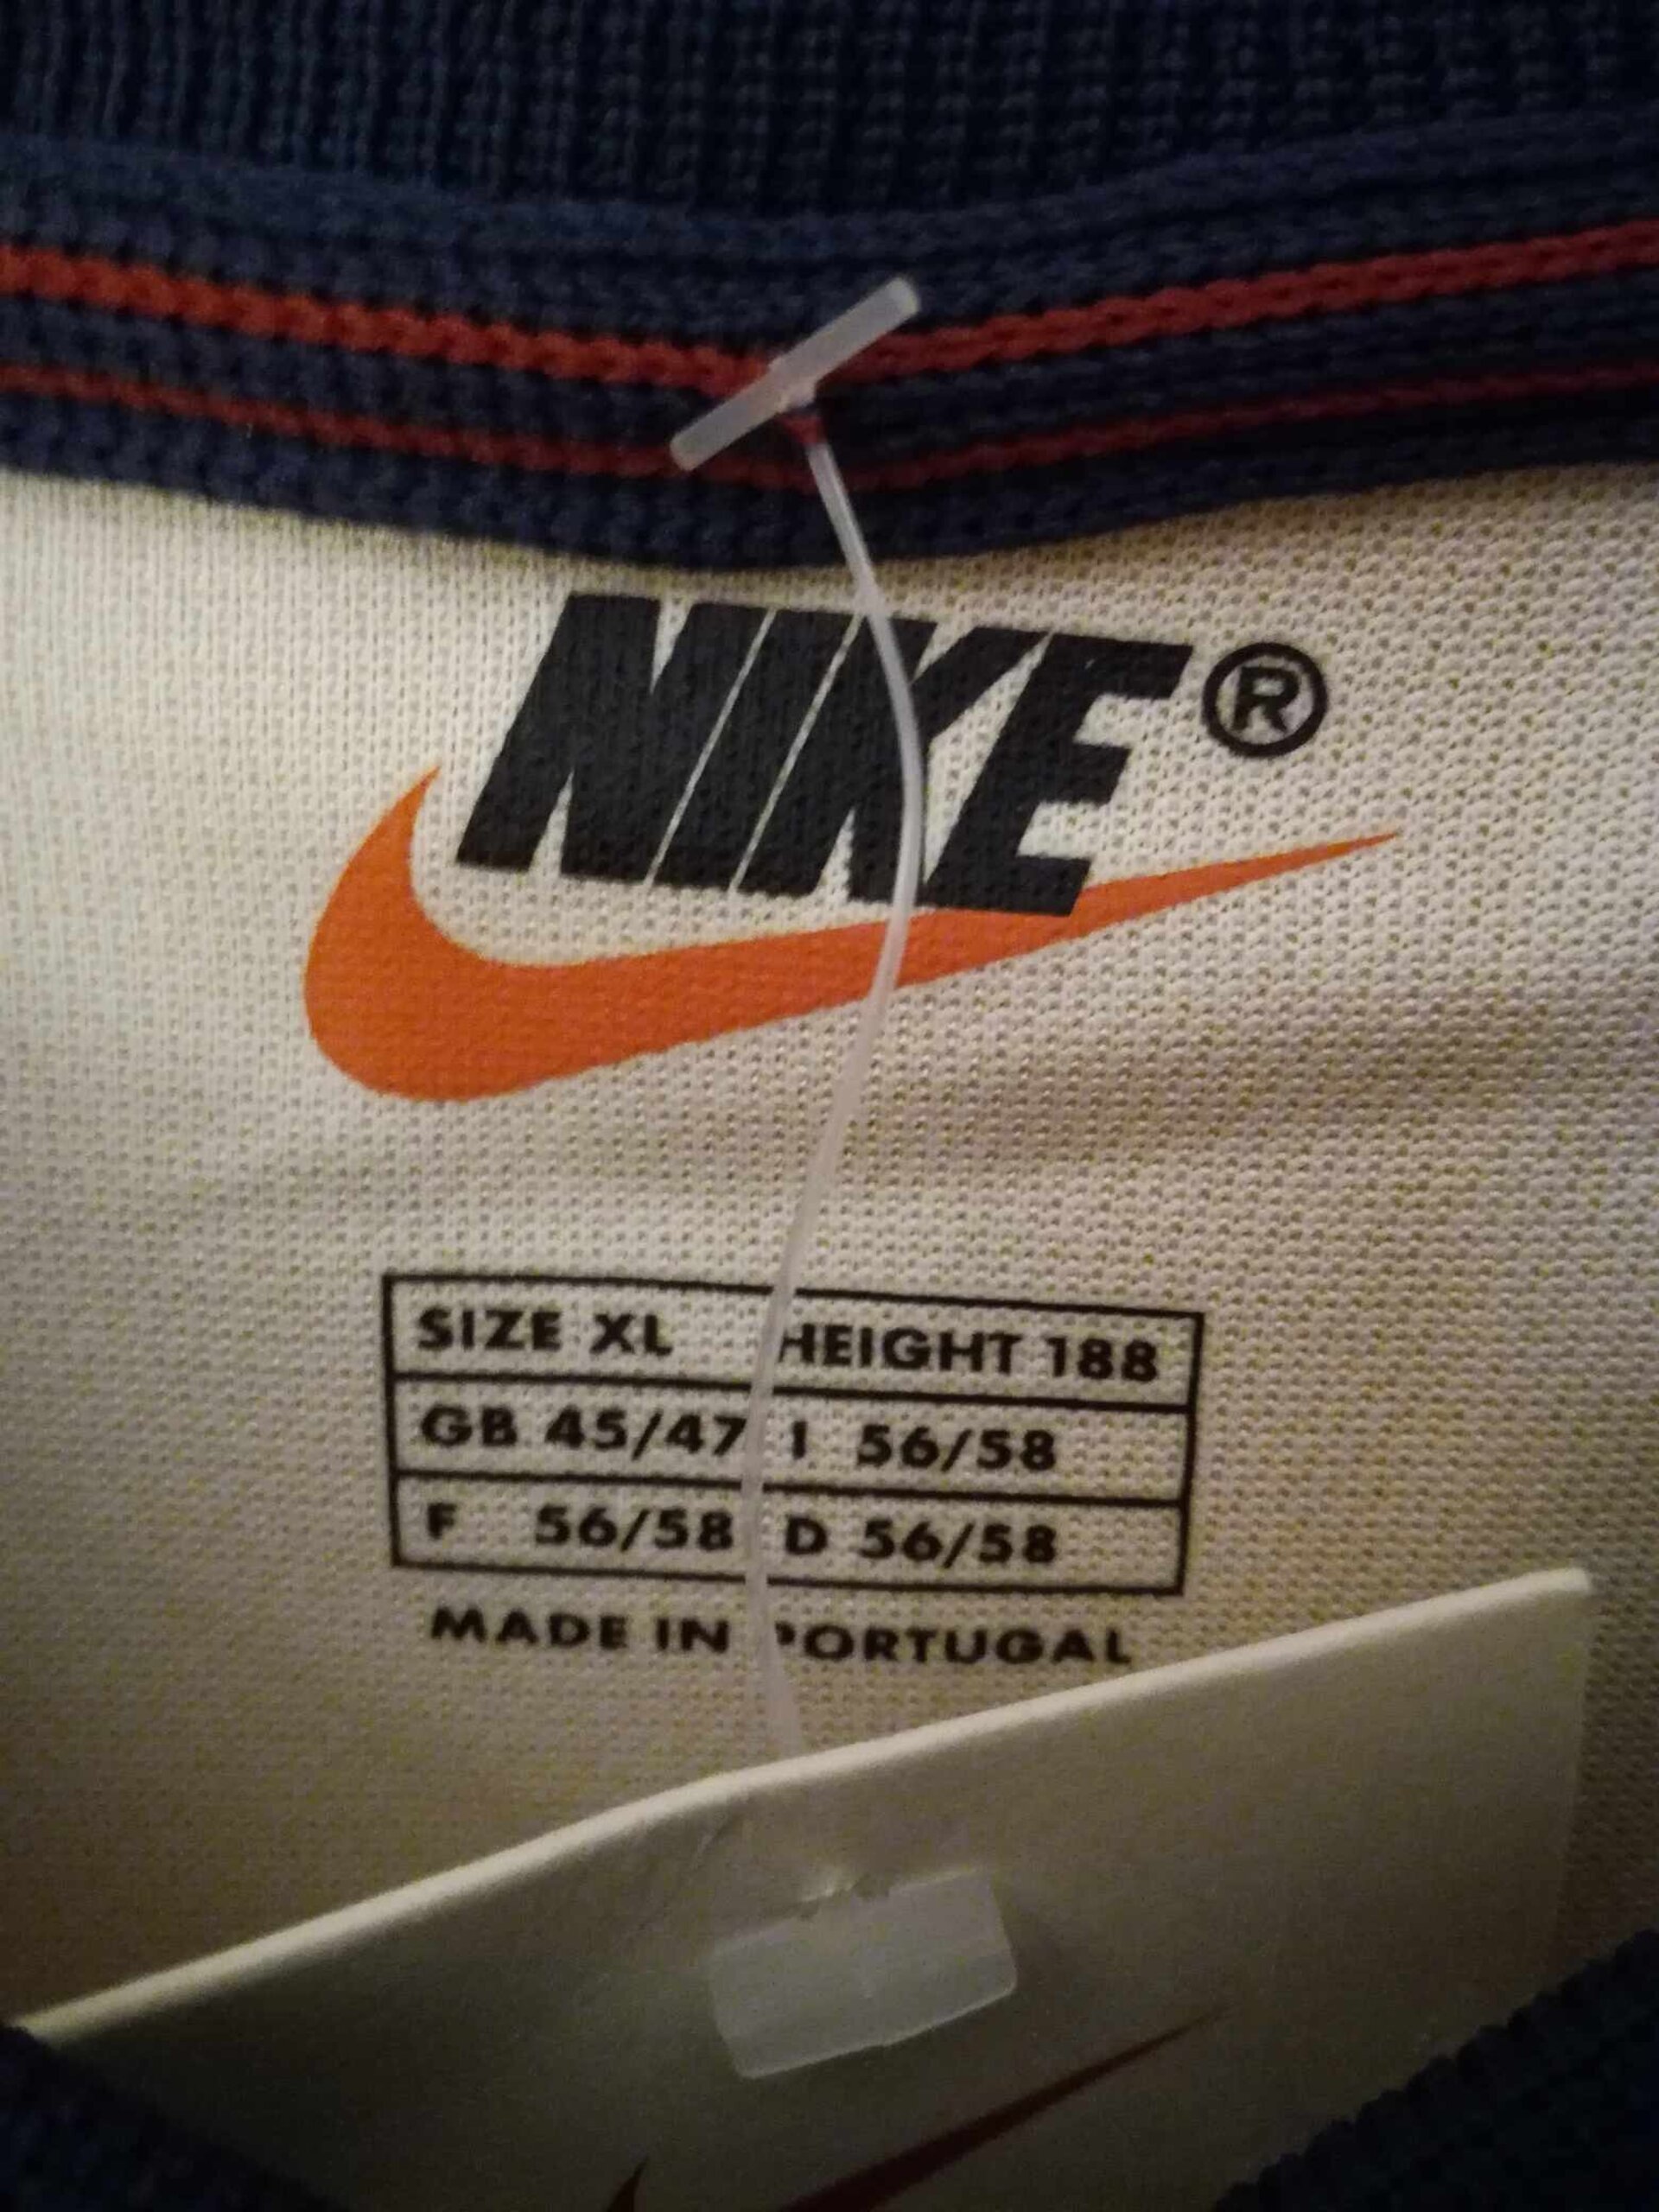 NIKE®
SIZE XL HEIGHT 188
GB 45/47 I 56/58
F 56/58 D 56/58
MADE IN PORTUGAL